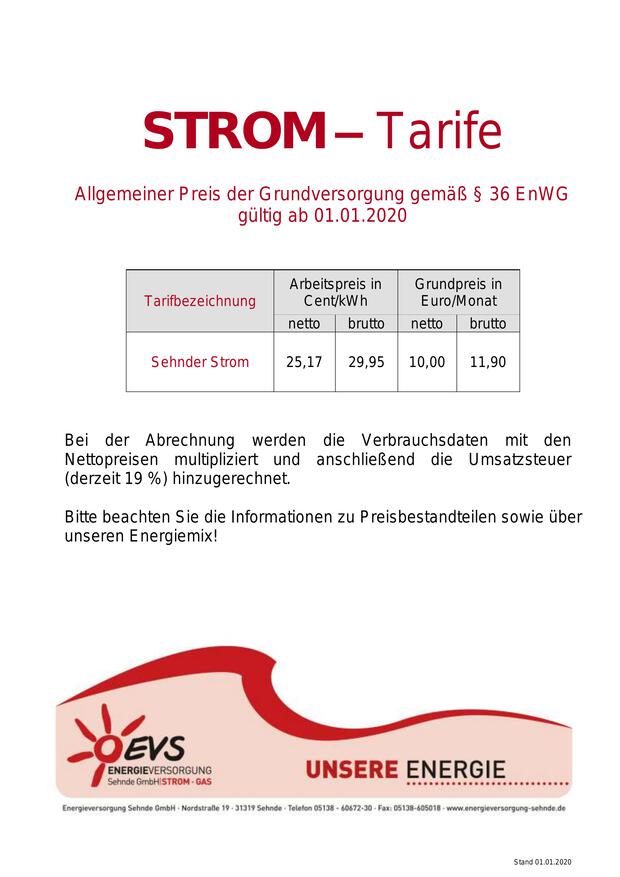 STROM – Tarife
Allgemeiner Preis der Grundversorgung gemäß § 36 EnWG
gültig ab 01.01.2020
Tarifbezeichnung
Arbeitspreis in
Cent/kWh
Grundpreis in
Euro/Monat
netto brutto netto brutto
Sehnder Strom 25,17 29,95 10,00 11,90
Bei der Abrechnung werden die Verbrauchsdaten mit den
Nettopreisen multipliziert und anschließend die Umsatzsteuer
(derzeit 19 %) hinzugerechnet.
Bitte beachten Sie die Informationen zu Preisbestandteilen sowie über
unseren Energiemix!
EVS
ENERGIEVERSORGUNG
Sehnde GmbH|STROM · GAS
UNSERE ENERGIE
Energieversorgung Sehnde GmbH · Nordstraße 19 · 31319 Sehnde · Telefon 05138 - 60672-30 · Fax: 05138-605018 · www.energieversorgung-sehnde.de
Stand 01.01.2020